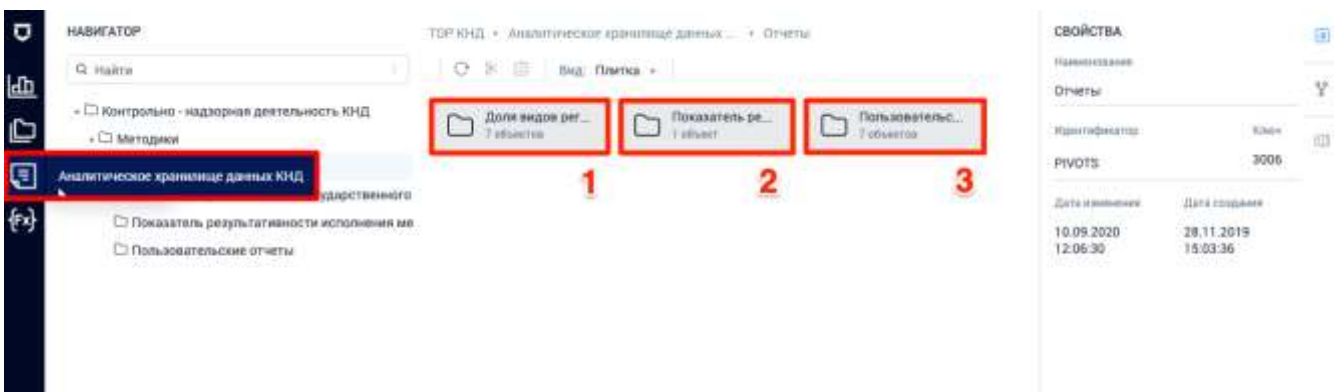 НАВИГАТОР
Найти
Контрольно - надзорная деятельность КНД
Методики
Аналитическое хранилище данных КНД
ударственного
Показатель результативности исполнения ме
Пользовательские отчеты
ТОР КНД • Аналитическое хранилище данных ... • Отчеты
Вид: Плитка
Доля видов рег...
7 объектов
Показатель ре...
1 объект
Пользовательс...
7 объектов
1
2
3
СВОЙСТВА
Наименование
Отчеты
Идентификатор
Ключ
PIVOTS
3006
Дата изменения
Дата создания
10.09.2020
12:06:30
28.11.2019
15:03:36
{Fx}